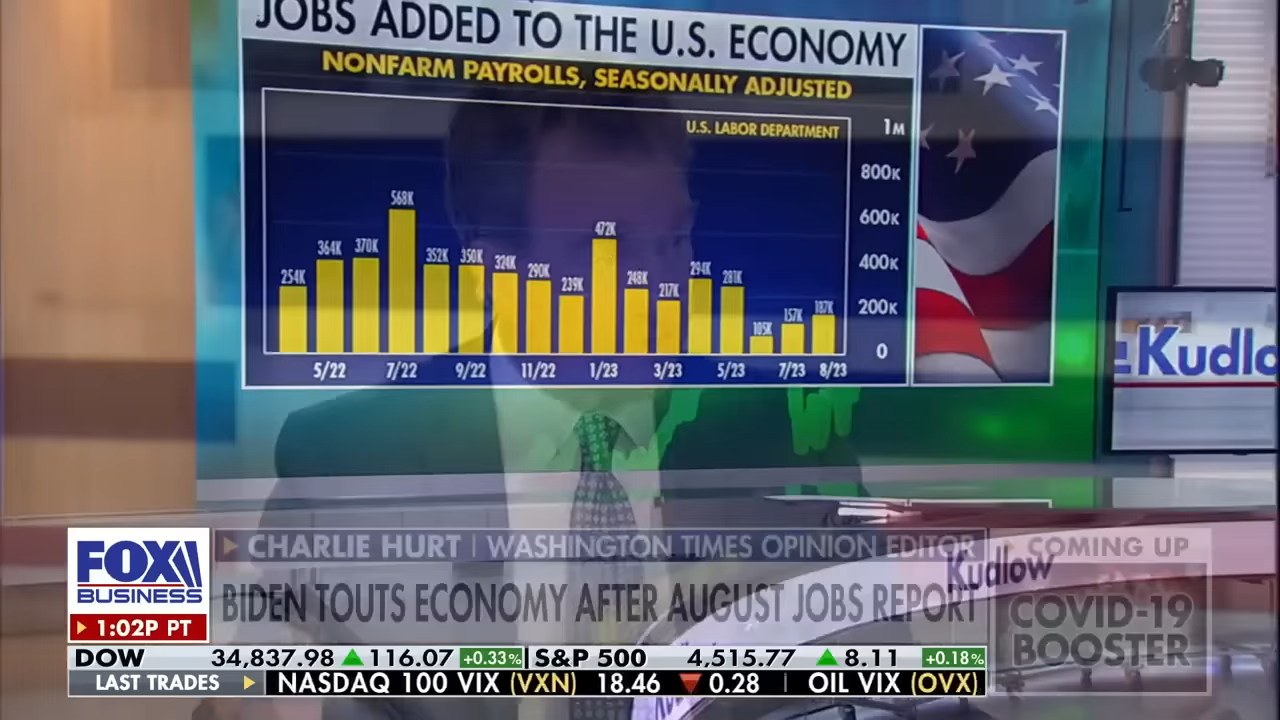 JOBS ADDED TO THE U.S. ECONOMY
NONFARM PAYROLLS, SEASONALLY ADJUSTED
U.S. LABOR DEPARTMENT
1M
800K
600K
400K
200K
0
254K
364K
370K
568K
352K
350K
324K
290K
239K
472K
248K
217K
294K
281K
105K
157K
187K
5/22
7/22
9/22
11/22
1/23
3/23
5/23
7/23
8/23
Kudlo
CHARLIE HURT | WASHINGTON TIMES OPINION EDITOR
COMING UP
Kudlow
FOX
BUSINESS
BIDEN TOUTS ECONOMY AFTER AUGUST JOBS REPORT
COVID-19
BOOSTER
1:02P PT
DOW 34,837.98 116.07 +0.33% S&P 500 4,515.77 8.11 +0.18%
LAST TRADES NASDAQ 100 VIX (VXN) 18.46 0.28 | OIL VIX (OVX)